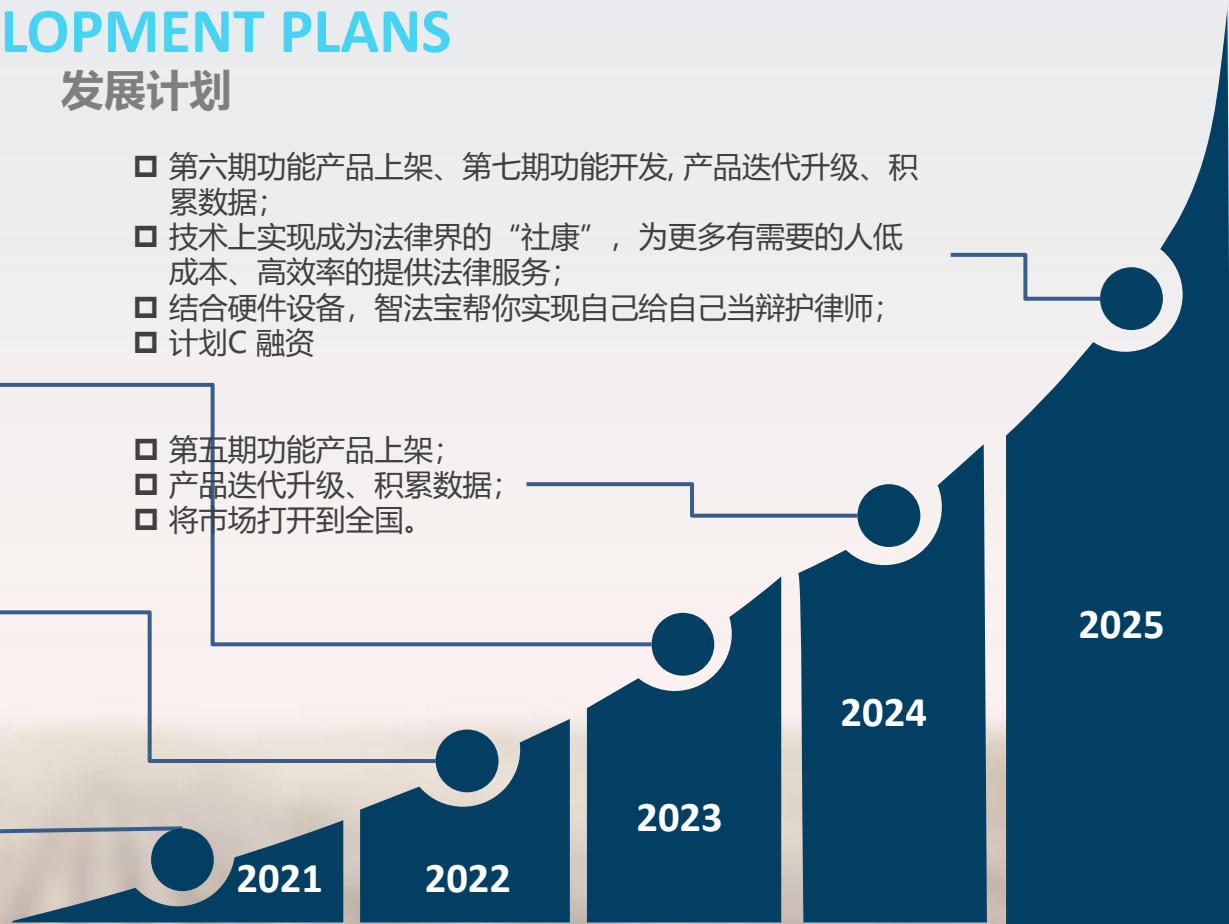 LOPMENT PLANS
发展计划
第六期功能产品上架、第七期功能开发, 产品迭代升级、积
累数据；
技术上实现成为法律界的“社康”，为更多有需要的人低
成本、高效率的提供法律服务；
结合硬件设备，智法宝帮你实现自己给自己当辩护律师；
计划C 融资
第五期功能产品上架；
产品迭代升级、积累数据；
将市场打开到全国。
2025
2024
2023
2022
2021